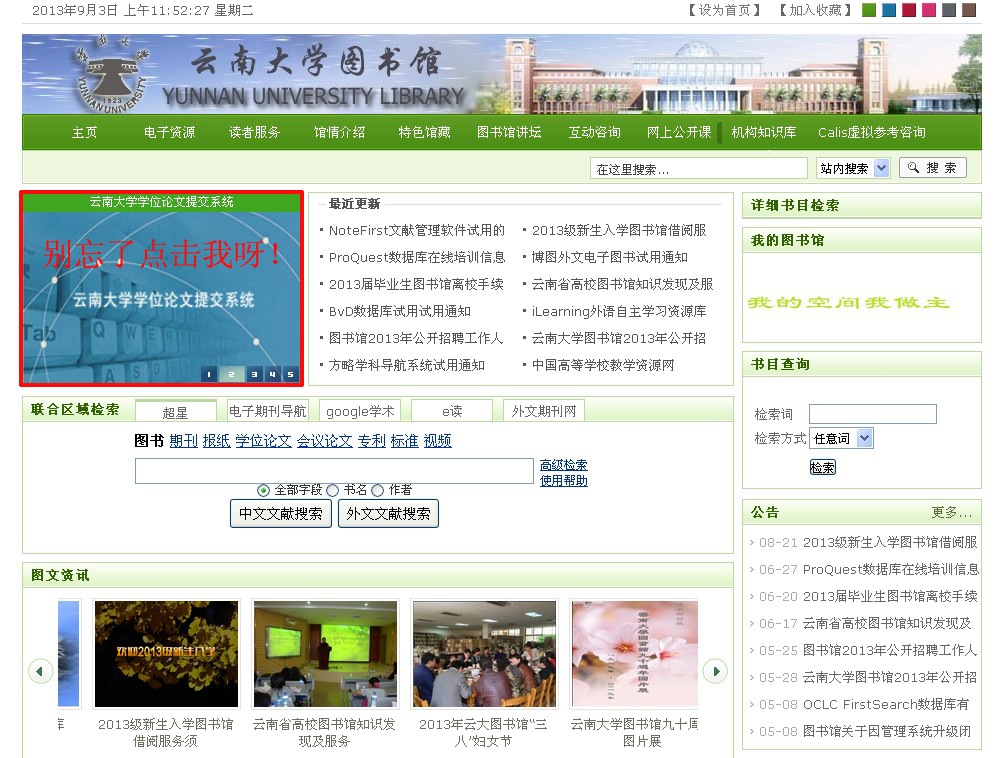 2013年9月3日 上午11:52:27 星期二
【设为首页】 【加入收藏】
云南大学图书馆
YUNNAN UNIVERSITY LIBRARY
YUNNAN UNIVERSITY
1923
主页 电子资源 读者服务 馆情介绍 特色馆藏 图书馆讲坛 互动咨询 网上公开课 机构知识库 Calis虚拟参考咨询
在这里搜索... 站内搜索 搜 索
云南大学学位论文提交系统
别忘了点击我呀！
云南大学学位论文提交系统
Tab Q W
A S D
1 2 3 4 5
最近更新
NoteFirst文献管理软件试用的
2013级新生入学图书馆借阅服
ProQuest数据库在线培训信息
博图外文电子图书试用通知
2013届毕业生图书馆离校手续
云南省高校图书馆知识发现及服
BvD数据库试用试用通知
iLearning外语自主学习资源库
图书馆2013年公开招聘工作人
云南大学图书馆2013年公开招
方略学科导航系统试用通知
中国高等学校教学资源网
详细书目检索
我的图书馆
我的空间我做主
书目查询
检索词
检索方式 任意词
检索
联合区域检索 超星 电子期刊导航 google学术 e读 外文期刊网
图书 期刊 报纸 学位论文 会议论文 专利 标准 视频
高级检索
使用帮助
全部字段 书名 作者
中文文献搜索 外文文献搜索
公告 更多...
08-21 2013级新生入学图书馆借阅服
06-27 ProQuest数据库在线培训信息
06-20 2013届毕业生图书馆离校手续
06-17 云南省高校图书馆知识发现及
05-25 图书馆2013年公开招聘工作人
05-28 云南大学图书馆2013年公开招
05-08 OCLC FirstSearch数据库有
05-08 图书馆关于因管理系统升级闭
图文资讯
欢迎2013级新生入学
云南大学图书馆九十周年图片展
库
2013级新生入学图书馆
借阅服务须
云南省高校图书馆知识发
现及服务
2013年云大图书馆“三
八”妇女节
云南大学图书馆九十周
图片展